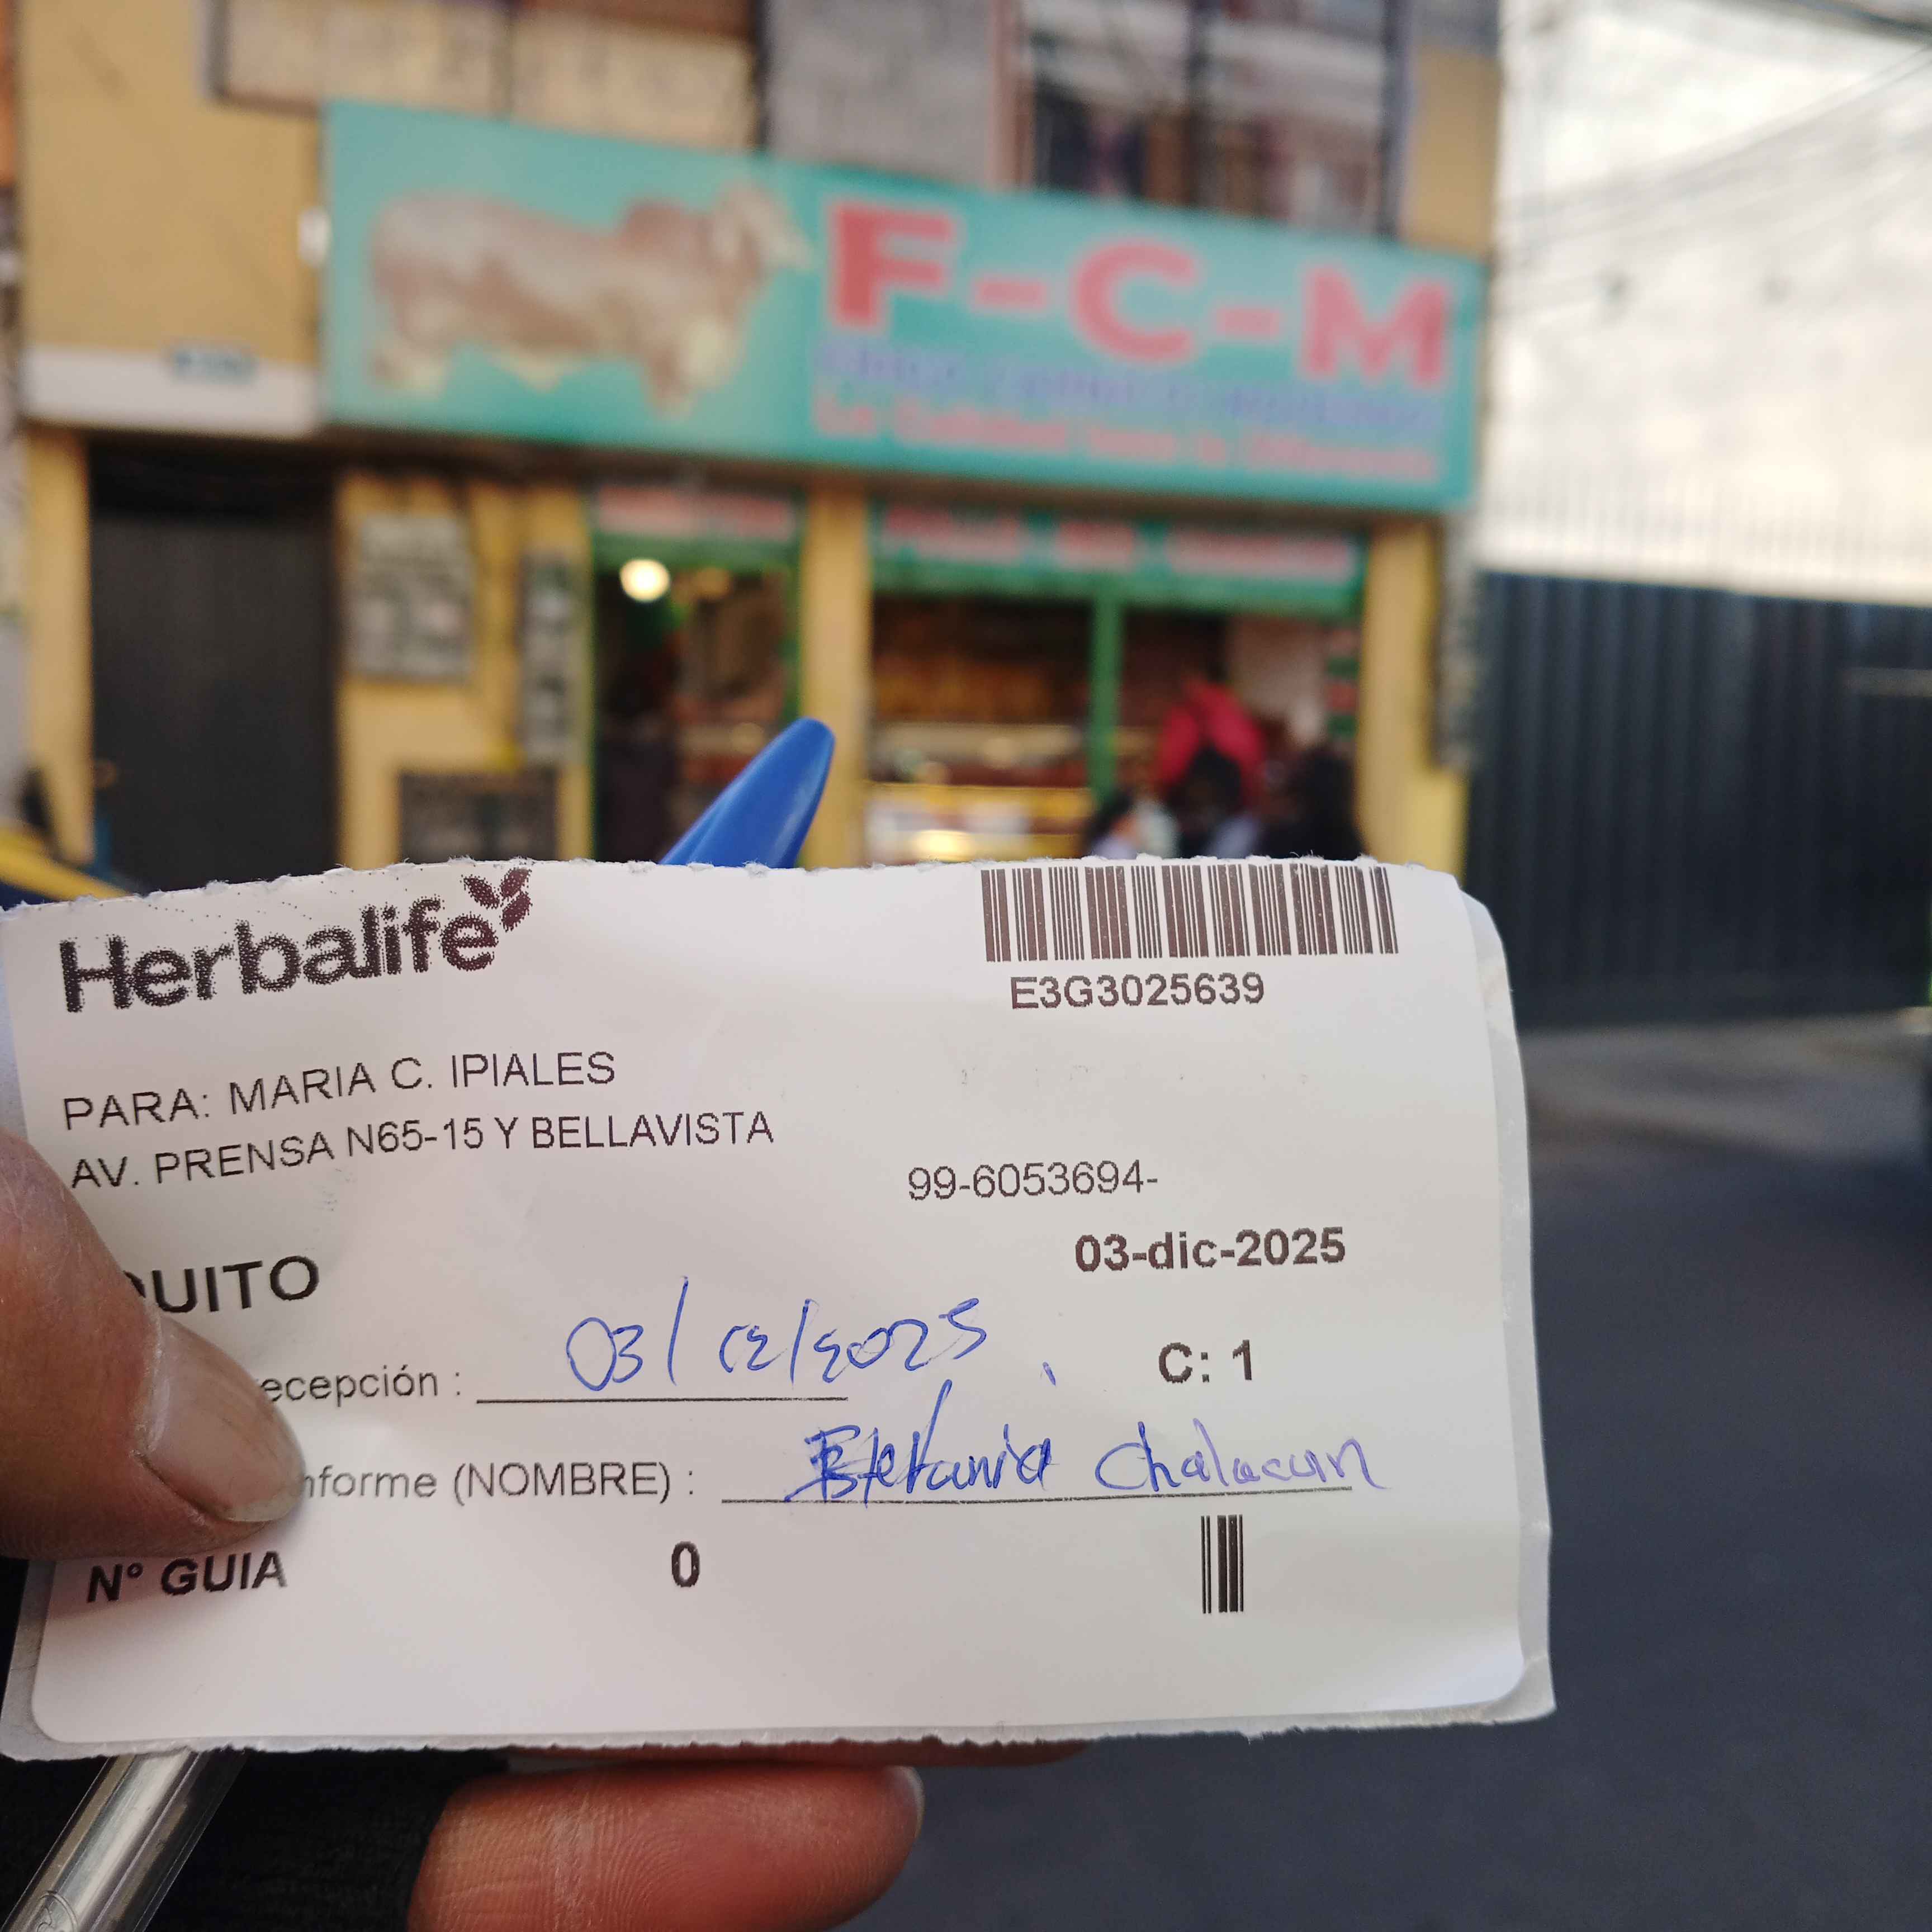 F-C-M
Herbalife
E3G3025639
PARA: MARIA C. IPIALES
AV. PRENSA N65-15 Y BELLAVISTA
99-6053694-
03-dic-2025
UITO
ecepción : 03/12/2025
C: 1
nforme (NOMBRE) : Estefania Chalacan
N° GUIA 0